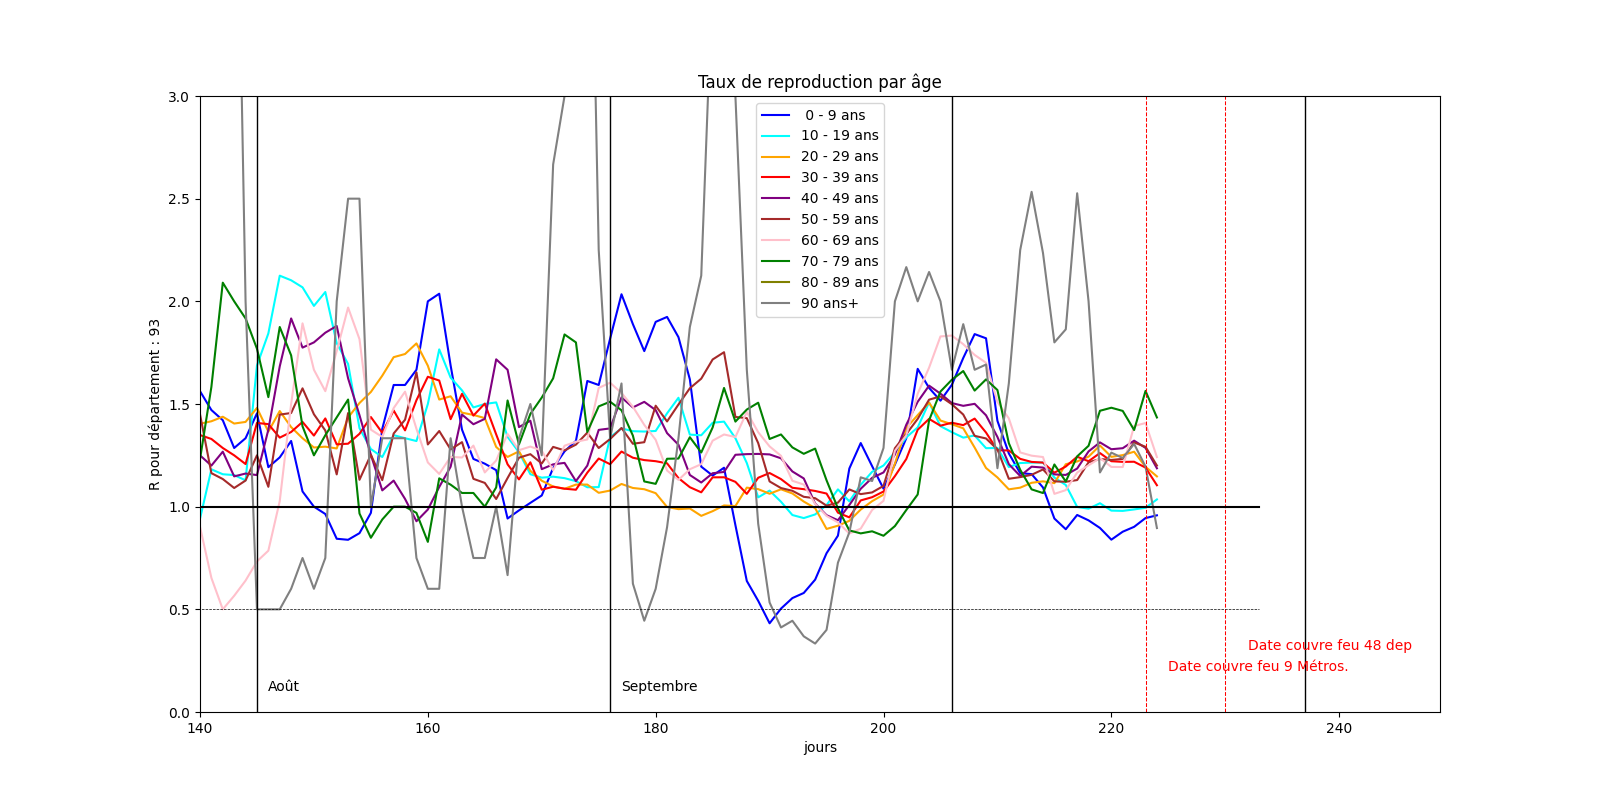 Taux de reproduction par âge
3.0
2.5
2.0
1.5
1.0
0.5
0.0
R pour département : 93
0 - 9 ans
10 - 19 ans
20 - 29 ans
30 - 39 ans
40 - 49 ans
50 - 59 ans
60 - 69 ans
70 - 79 ans
80 - 89 ans
90 ans+
Date couvre feu 48 dep
Date couvre feu 9 Métros.
Août
Septembre
140
160
180
200
220
240
jours